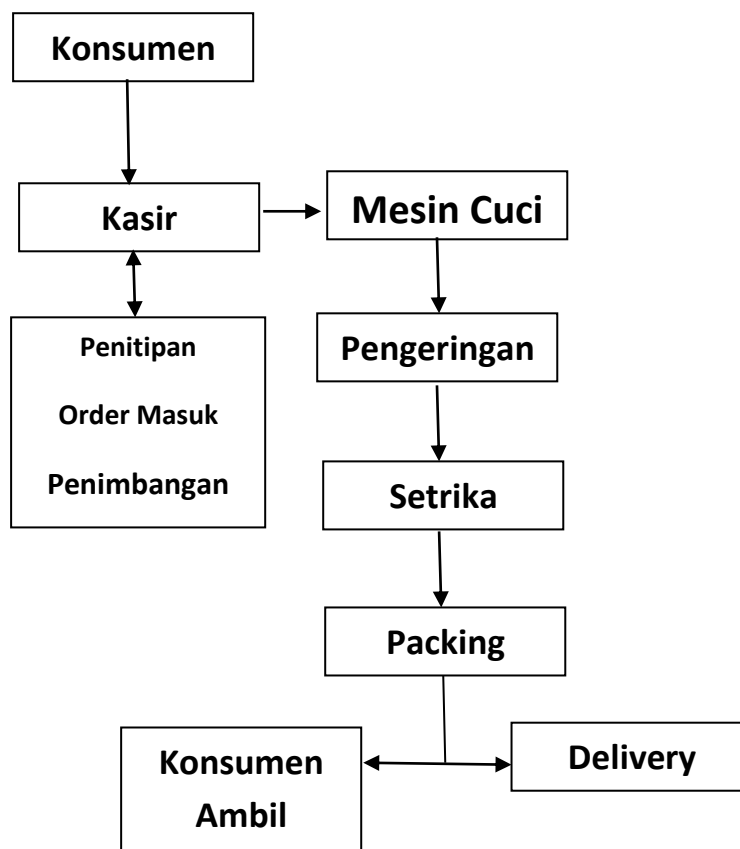 Konsumen
Kasir
Mesin Cuci
Penitipan
Order Masuk
Penimbangan
Pengeringan
Setrika
Packing
Konsumen
Ambil
Delivery